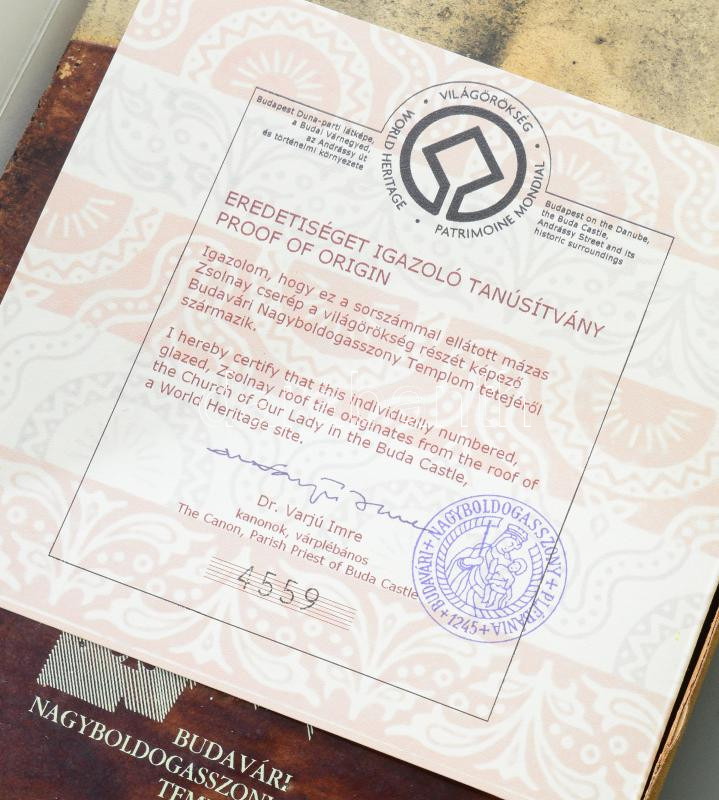 Budapest Duna-parti látképe,
a Budai Várnegyed,
az Andrássy út
és történelmi környezete
VILÁGÖRÖKSÉG • WORLD HERITAGE • PATRIMOINE MONDIAL •
Budapest on the Danube,
the Buda Castle,
Andrássy Street and its
historic surroundings
EREDETISÉGET IGAZOLÓ TANÚSÍTVÁNY
PROOF OF ORIGIN
Igazolom, hogy ez a sorszámmal ellátott mázas
Zsolnay cserép a világörökség részét képező
Budavári Nagyboldogasszony Templom tetejéről
származik.
I hereby certify that this individually numbered,
glazed, Zsolnay roof tile originates from the roof of
the Church of Our Lady in the Buda Castle,
a World Heritage site.
Dr. Varjú Imre
kanonok, várplébános
The Canon, Parish Priest of Buda Castle
4559
BUDAVÁRI + NAGYBOLDOGASSZONY + PLÉBÁNIA + 1245 +
BUDAVÁRI
NAGYBOLDOGASSZONY